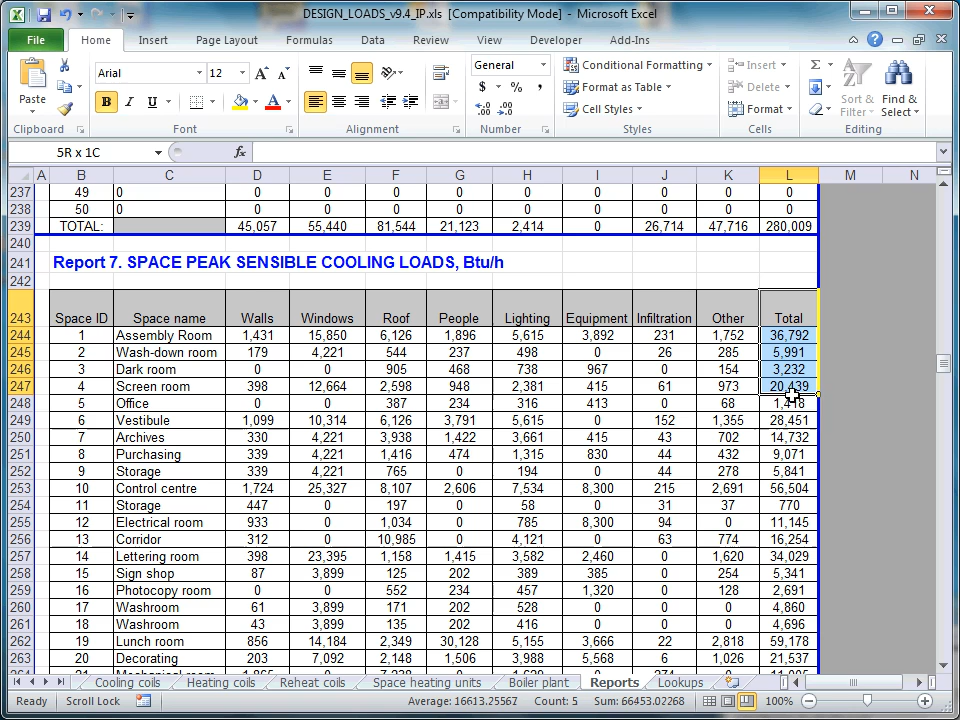 DESIGN_LOADS_v9.4_IP.xls [Compatibility Mode] - Microsoft Excel
File Home Insert Page Layout Formulas Data Review View Developer Add-Ins
Paste Arial 12 General Conditional Formatting Insert Σ
B I U $ % , Format as Table Delete Sort & Filter Find & Select
Cell Styles Format
Clipboard Font Alignment Number Styles Cells Editing
5R x 1C fx
A B C D E F G H I J K L M N
237 49 0 0 0 0 0 0 0 0 0 0
238 50 0 0 0 0 0 0 0 0 0 0
239 TOTAL: 45,057 55,440 81,544 21,123 2,414 0 26,714 47,716 280,009
240
241 Report 7. SPACE PEAK SENSIBLE COOLING LOADS, Btu/h
242
243 Space ID Space name Walls Windows Roof People Lighting Equipment Infiltration Other Total
244 1 Assembly Room 1,431 15,850 6,126 1,896 5,615 3,892 231 1,752 36,792
245 2 Wash-down room 179 4,221 544 237 498 0 26 285 5,991
246 3 Dark room 0 0 905 468 738 967 0 154 3,232
247 4 Screen room 398 12,664 2,598 948 2,381 415 61 973 20,439
248 5 Office 0 0 387 234 316 413 0 68
249 6 Vestibule 1,099 10,314 6,126 3,791 5,615 0 152 1,355 28,451
250 7 Archives 330 4,221 3,938 1,422 3,661 415 43 702 14,732
251 8 Purchasing 339 4,221 1,416 474 1,315 830 44 432 9,071
252 9 Storage 339 4,221 765 0 194 0 44 278 5,841
253 10 Control centre 1,724 25,327 8,107 2,606 7,534 8,300 215 2,691 56,504
254 11 Storage 447 0 197 0 58 0 31 37 770
255 12 Electrical room 933 0 1,034 0 785 8,300 94 0 11,145
256 13 Corridor 312 0 10,985 0 4,121 0 63 774 16,254
257 14 Lettering room 398 23,395 1,158 1,415 3,582 2,460 0 1,620 34,029
258 15 Sign shop 87 3,899 125 202 389 385 0 254 5,341
259 16 Photocopy room 0 0 552 234 457 1,320 0 128 2,691
260 17 Washroom 61 3,899 171 202 528 0 0 0 4,860
261 18 Washroom 43 3,899 135 202 416 0 0 0 4,696
262 19 Lunch room 856 14,184 2,349 30,128 5,155 3,666 22 2,818 59,178
263 20 Decorating 203 7,092 2,148 1,506 3,988 5,568 6 1,026 21,537
Cooling coils Heating coils Reheat coils Space heating units Boiler plant Reports Lookups
Ready Scroll Lock Average: 16613.25567 Count: 5 Sum: 66453.02268 100%